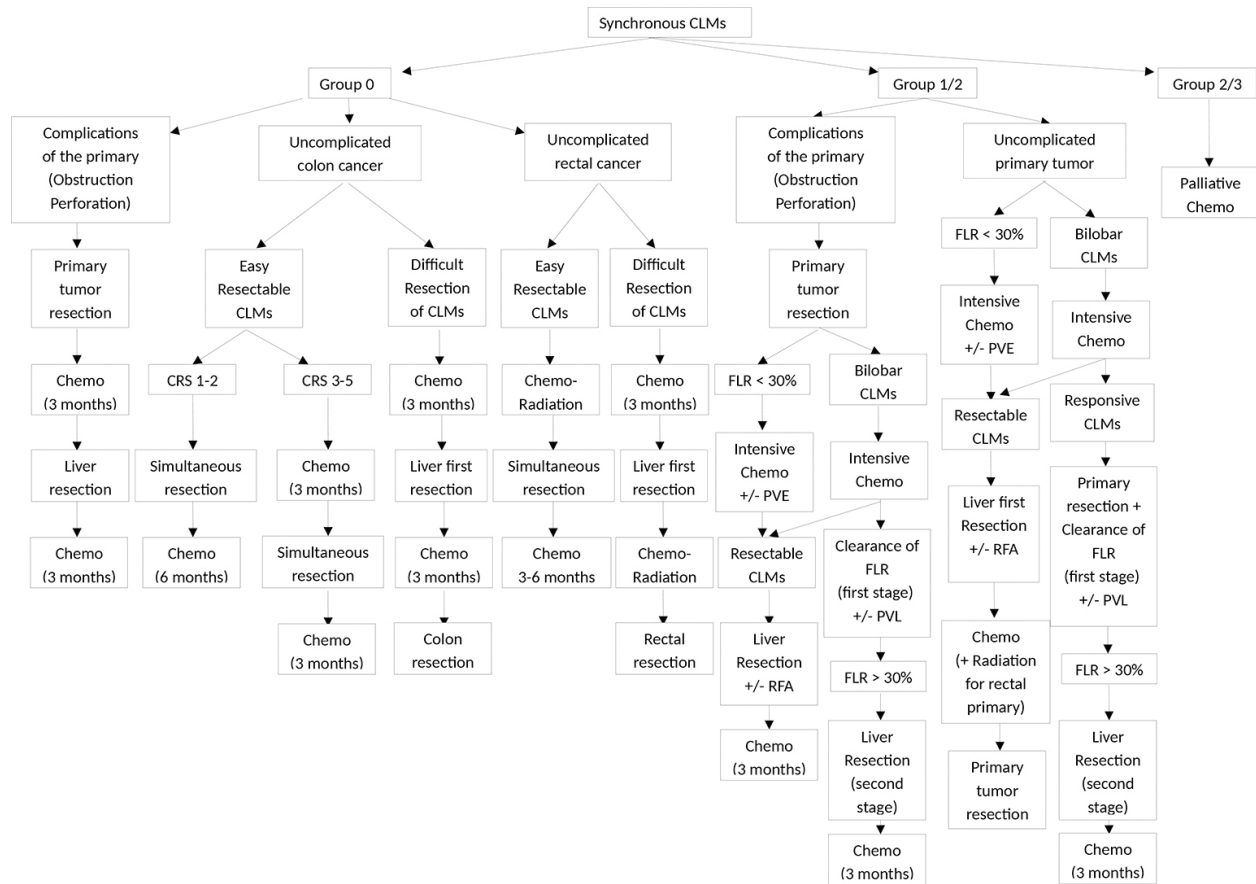 Synchronous CLMs
Group 0
Group 1/2
Group 2/3
Complications
of the primary
(Obstruction
Perforation)
Uncomplicated
colon cancer
Uncomplicated
rectal cancer
Complications
of the primary
(Obstruction
Perforation)
Uncomplicated
primary tumor
Palliative
Chemo
Primary
tumor
resection
Easy
Resectable
CLMs
Difficult
Resection
of CLMs
Easy
Resectable
CLMs
Difficult
Resection
of CLMs
Primary
tumor
resection
FLR < 30%
Bilobar
CLMs
Intensive
Chemo
+/- PVE
Intensive
Chemo
Chemo
(3 months)
CRS 1-2
CRS 3-5
Chemo
(3 months)
Chemo-
Radiation
Chemo
(3 months)
FLR < 30%
Bilobar
CLMs
Resectable
CLMs
Responsive
CLMs
Liver
resection
Simultaneous
resection
Chemo
(3 months)
Liver first
resection
Simultaneous
resection
Liver first
resection
Intensive
Chemo
+/- PVE
Intensive
Chemo
Liver first
Resection
+/- RFA
Primary
resection +
Clearance of
FLR
(first stage)
+/- PVL
Chemo
(3 months)
Chemo
(6 months)
Simultaneous
resection
Chemo
(3 months)
Chemo
3-6 months
Chemo-
Radiation
Resectable
CLMs
Clearance of
FLR
(first stage)
+/- PVL
Chemo
(3 months)
Colon
resection
Rectal
resection
Liver
Resection
+/- RFA
FLR > 30%
Chemo
(+ Radiation
for rectal
primary)
FLR > 30%
Chemo
(3 months)
Liver
Resection
(second
stage)
Primary
tumor
resection
Liver
Resection
(second
stage)
Chemo
(3 months)
Chemo
(3 months)